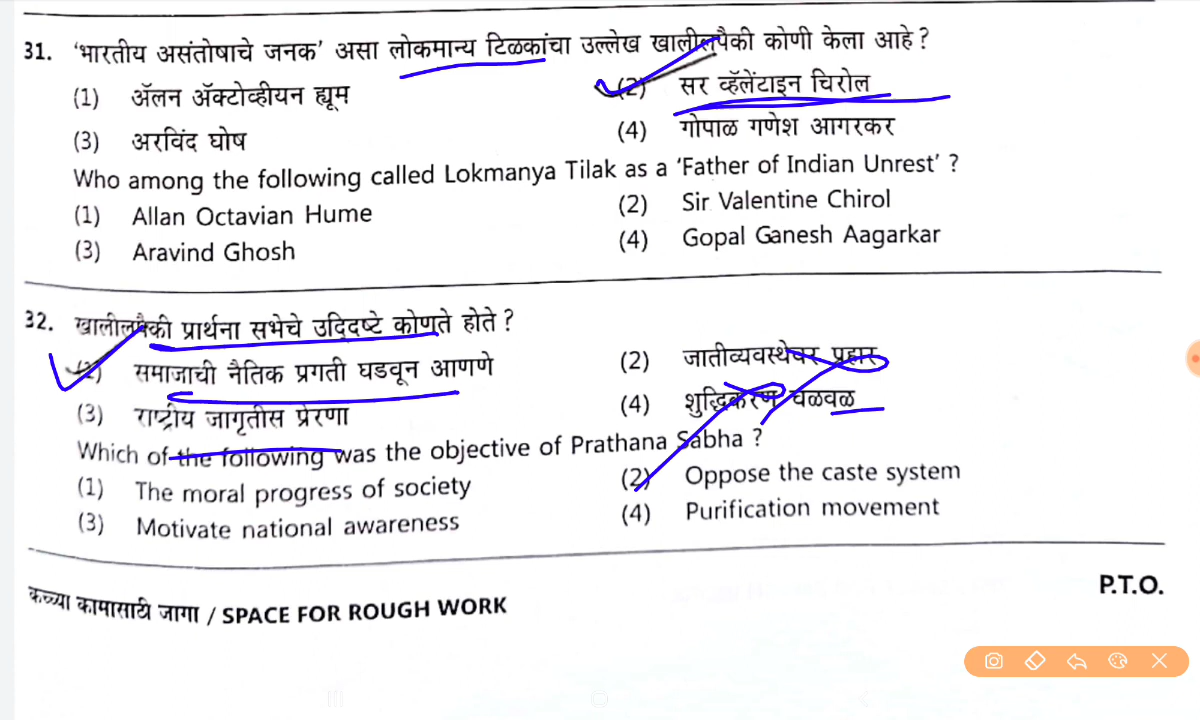 31. 'भारतीय असंतोषाचे जनक' असा लोकमान्य टिळकांचा उल्लेख खालीलपैकी कोणी केला आहे ?
(1) ॲलन ॲक्टोव्हीयन ह्यूम (2) सर व्हॅलेंटाइन चिरोल
(3) अरविंद घोष (4) गोपाळ गणेश आगरकर
Who among the following called Lokmanya Tilak as a 'Father of Indian Unrest' ?
(1) Allan Octavian Hume (2) Sir Valentine Chirol
(3) Aravind Ghosh (4) Gopal Ganesh Aagarkar
32. खालीलपैकी प्रार्थना सभेचे उद्दिष्टे कोणते होते ?
(1) समाजाची नैतिक प्रगती घडवून आणणे (2) जातीव्यवस्थेवर प्रहार
(3) राष्ट्रीय जागृतीस प्रेरणा (4) शुद्धिकरण चळवळ
Which of the following was the objective of Prathana Sabha ?
(1) The moral progress of society (2) Oppose the caste system
(3) Motivate national awareness (4) Purification movement
P.T.O.
कच्च्या कामासाठी जागा / SPACE FOR ROUGH WORK